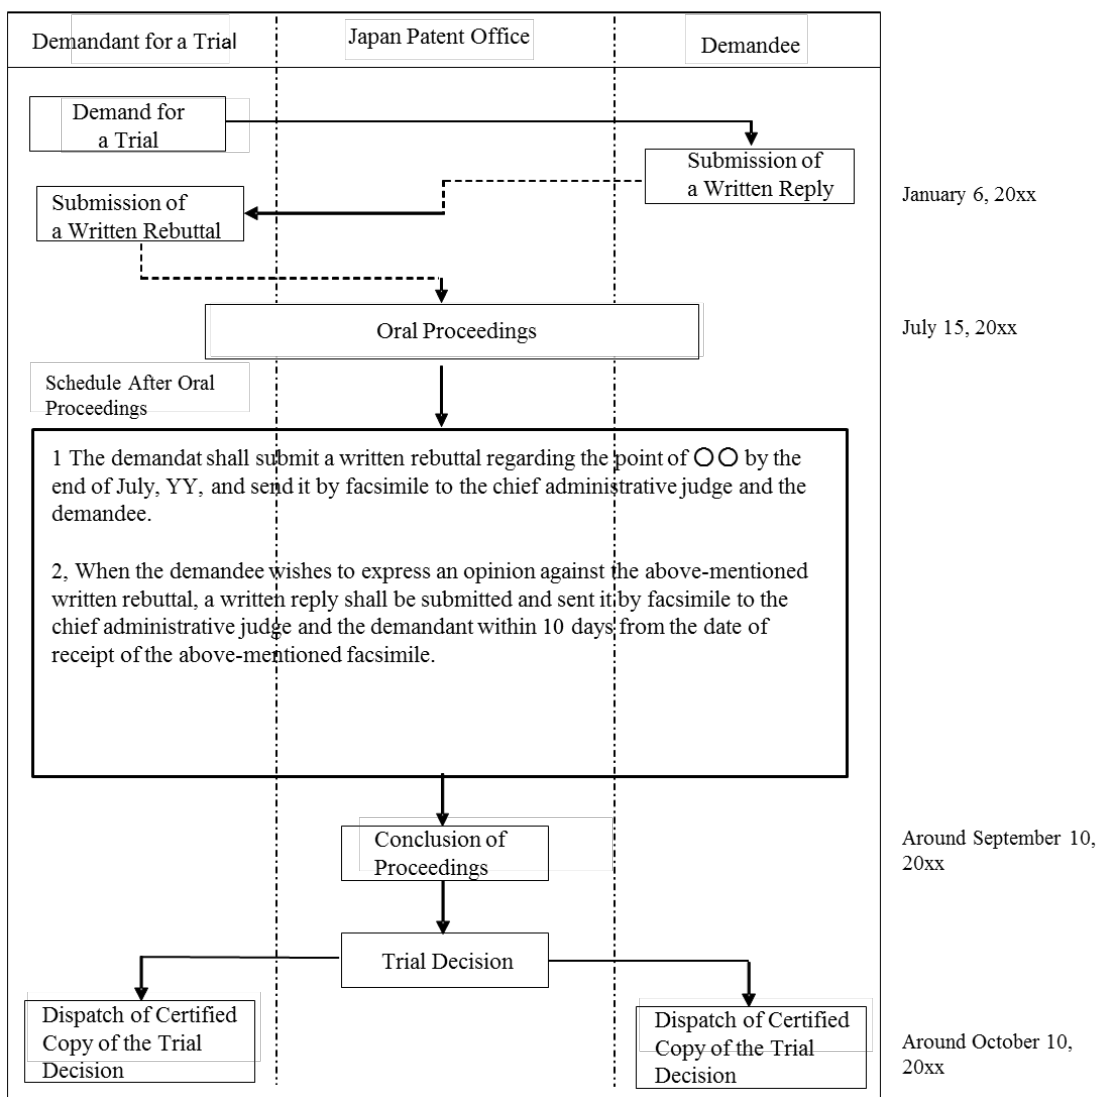 Demandant for a Trial
Japan Patent Office
Demandee
Demand for
a Trial
Submission of
a Written Reply
January 6, 20xx
Submission of
a Written Rebuttal
Oral Proceedings
July 15, 20xx
Schedule After Oral
Proceedings
1 The demandat shall submit a written rebuttal regarding the point of ○○ by the
end of July, YY, and send it by facsimile to the chief administrative judge and the
demandee.
2, When the demandee wishes to express an opinion against the above-mentioned
written rebuttal, a written reply shall be submitted and sent it by facsimile to the
chief administrative judge and the demandant within 10 days from the date of
receipt of the above-mentioned facsimile.
Conclusion of
Proceedings
Around September 10,
20xx
Trial Decision
Dispatch of Certified
Copy of the Trial
Decision
Dispatch of Certified
Copy of the Trial
Decision
Around October 10,
20xx